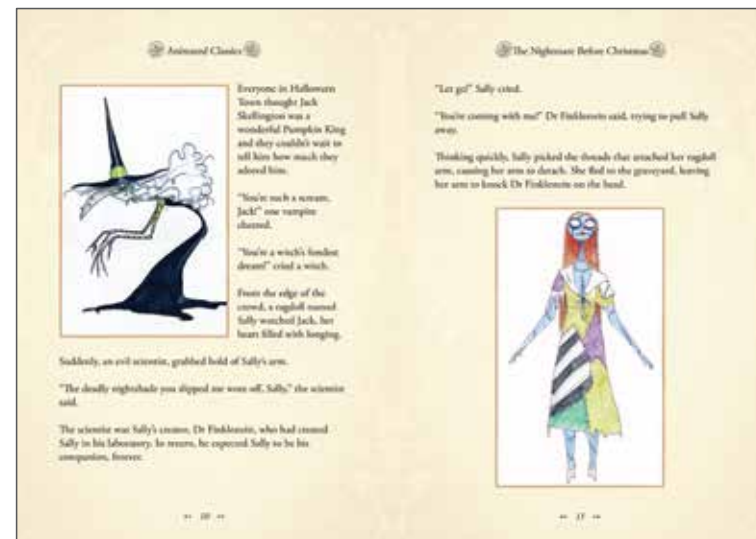 Animated Classics
Everyone in Halloween
Town thought Jack
Skellington was a
wonderful Pumpkin King
and they couldn't wait to
tell him how much they
adored him.
"You're such a scream,
Jack!" one vampire
cheered.
"You're a witch's fondest
dream!" cried a witch.
From the edge of the
crowd, a ragdoll named
Sally watched Jack, her
heart filled with longing.
Suddenly, an evil scientist, grabbed hold of Sally's arm.
"The deadly nightshade you slipped me wore off, Sally," the scientist
said.
The scientist was Sally's creator, Dr Finklestein, who had created
Sally in his laboratory. In return, he expected Sally to be his
companion, forever.
10
The Nightmare Before Christmas
"Let go!" Sally cried.
"You're coming with me!" Dr Finklestein said, trying to pull Sally
away.
Thinking quickly, Sally picked the threads that attached her ragdoll
arm, causing her arm to detach. She fled to the graveyard, leaving
her arm to knock Dr Finklestein on the head.
11